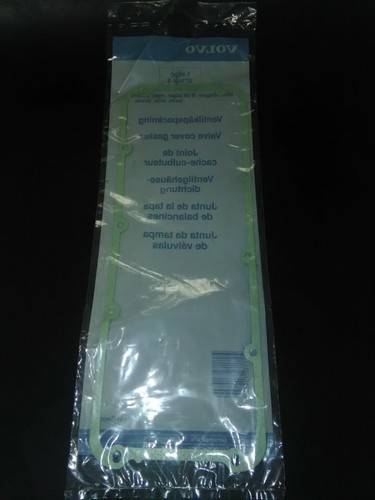 VOLVO
Ventilkåpspackning
Valve cover gasket
Joint de
cache-culbuteur
Ventilgehäuse-
dichtung
Junta de la tapa
de balancines
Junta da tampa
de válvulas